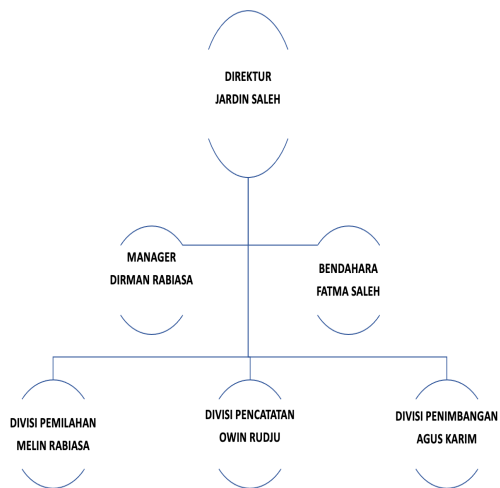 DIREKTUR
JARDIN SALEH
MANAGER
DIRMAN RABIASA
BENDAHARA
FATMA SALEH
DIVISI PEMILAHAN
MELIN RABIASA
DIVISI PENCATATAN
OWIN RUDJU
DIVISI PENIMBANGAN
AGUS KARIM